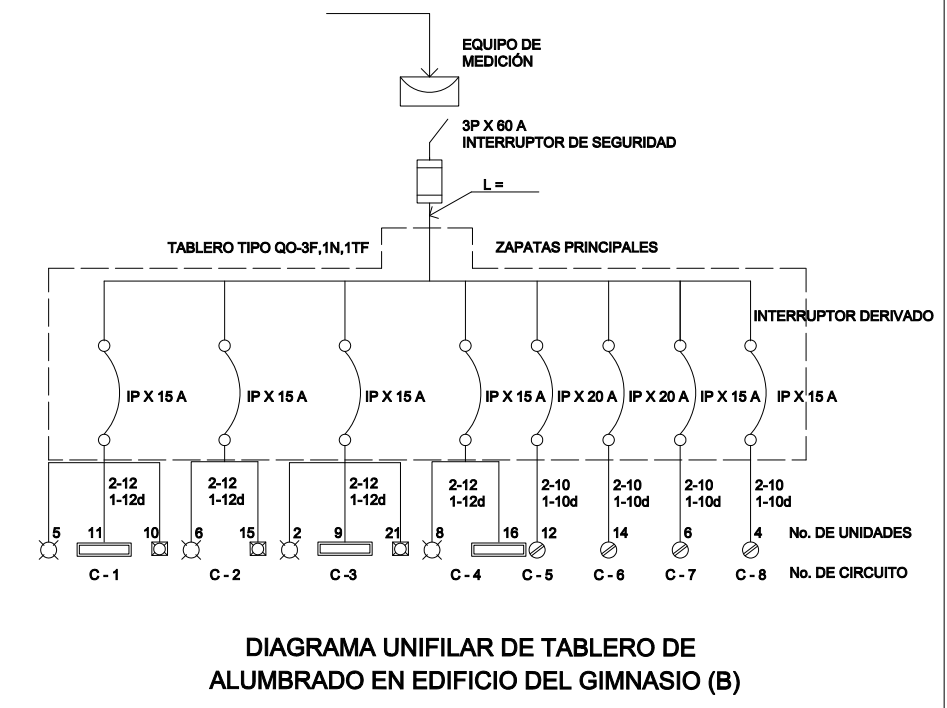 EQUIPO DE
MEDICIÓN
3P X 60 A
INTERRUPTOR DE SEGURIDAD
L =
TABLERO TIPO QO-3F,1N,1TF
ZAPATAS PRINCIPALES
INTERRUPTOR DERIVADO
IP X 15 A IP X 15 A IP X 15 A IP X 15 A IP X 20 A IP X 20 A IP X 15 A IP X 15 A
2-12 2-12 2-12 2-12 2-10 2-10 2-10 2-10
1-12d 1-12d 1-12d 1-12d 1-10d 1-10d 1-10d 1-10d
5 11 10 6 15 2 9 21 8 16 12 14 6 4 No. DE UNIDADES
C - 1 C - 2 C -3 C - 4 C - 5 C - 6 C - 7 C - 8 No. DE CIRCUITO
DIAGRAMA UNIFILAR DE TABLERO DE
ALUMBRADO EN EDIFICIO DEL GIMNASIO (B)